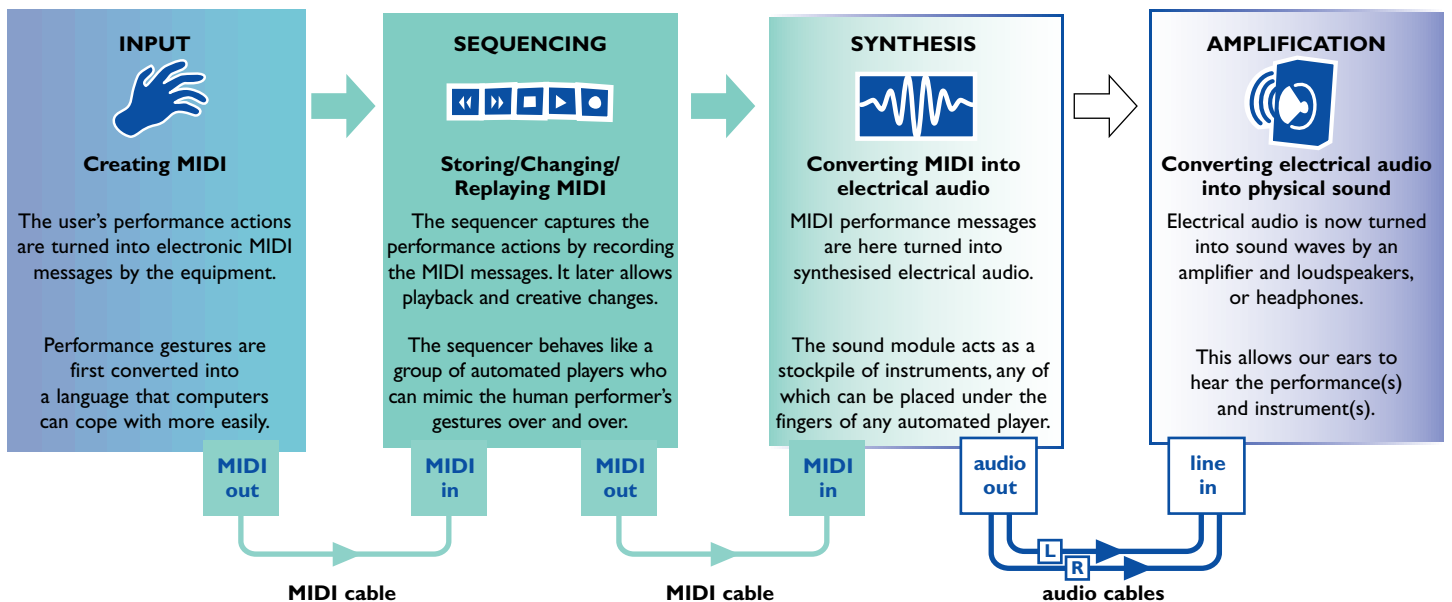 INPUT
Creating MIDI
The user’s performance actions
are turned into electronic MIDI
messages by the equipment.
Performance gestures are
first converted into
a language that computers
can cope with more easily.
SEQUENCING
Storing/Changing/
Replaying MIDI
The sequencer captures the
performance actions by recording
the MIDI messages. It later allows
playback and creative changes.
The sequencer behaves like a
group of automated players who
can mimic the human performer’s
gestures over and over.
SYNTHESIS
Converting MIDI into
electrical audio
MIDI performance messages
are here turned into
synthesised electrical audio.
The sound module acts as a
stockpile of instruments, any of
which can be placed under the
fingers of any automated player.
AMPLIFICATION
Converting electrical audio
into physical sound
Electrical audio is now turned
into sound waves by an
amplifier and loudspeakers,
or headphones.
This allows our ears to
hear the performance(s)
and instrument(s).
MIDI
out
MIDI
in
MIDI
out
MIDI
in
audio
out
line
in
L
R
MIDI cable
MIDI cable
audio cables